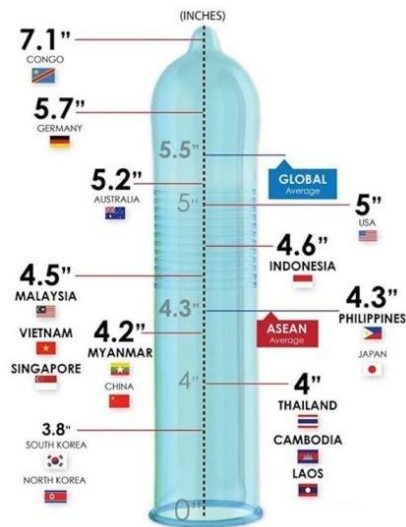 (INCHES)
7.1”
CONGO
5.7”
GERMANY
5.5”
GLOBAL
Average
5.2”
AUSTRALIA
5”
5”
USA
4.6”
INDONESIA
4.5”
MALAYSIA
VIETNAM
SINGAPORE
4.3”
4.3”
PHILIPPINES
JAPAN
ASEAN
Average
4.2”
MYANMAR
CHINA
4”
4”
THAILAND
CAMBODIA
LAOS
3.8”
SOUTH KOREA
NORTH KOREA
0”